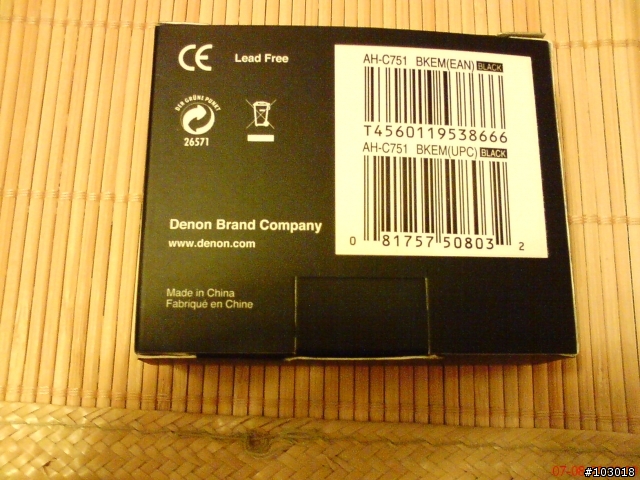 CE
Lead Free
DER GRÜNE PUNKT
26571
AH-C751 BKEM(EAN) BLACK
T4560119538666
AH-C751 BKEM(UPC) BLACK
0 81757 50803 2
Denon Brand Company
www.denon.com
Made in China
Fabriqué en Chine
#103018